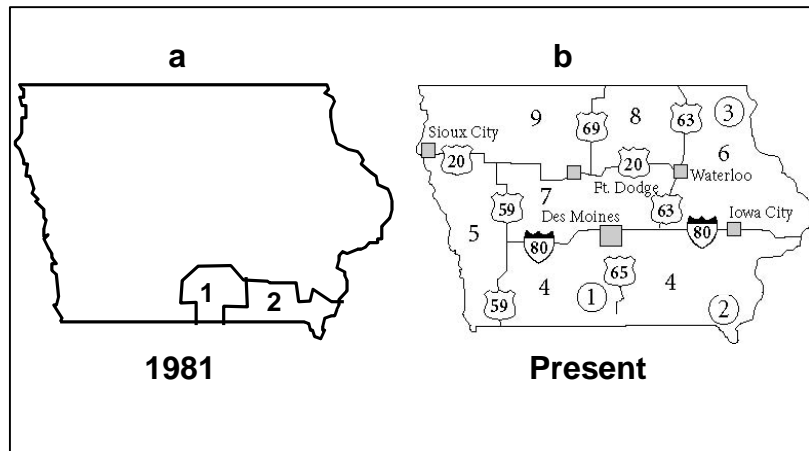 a
b
1
2
1981
9
8
3
69
63
Sioux City
6
20
20
Waterloo
7
Ft. Dodge
59
Des Moines
63
Iowa City
5
80
80
65
4
1
4
59
2
Present